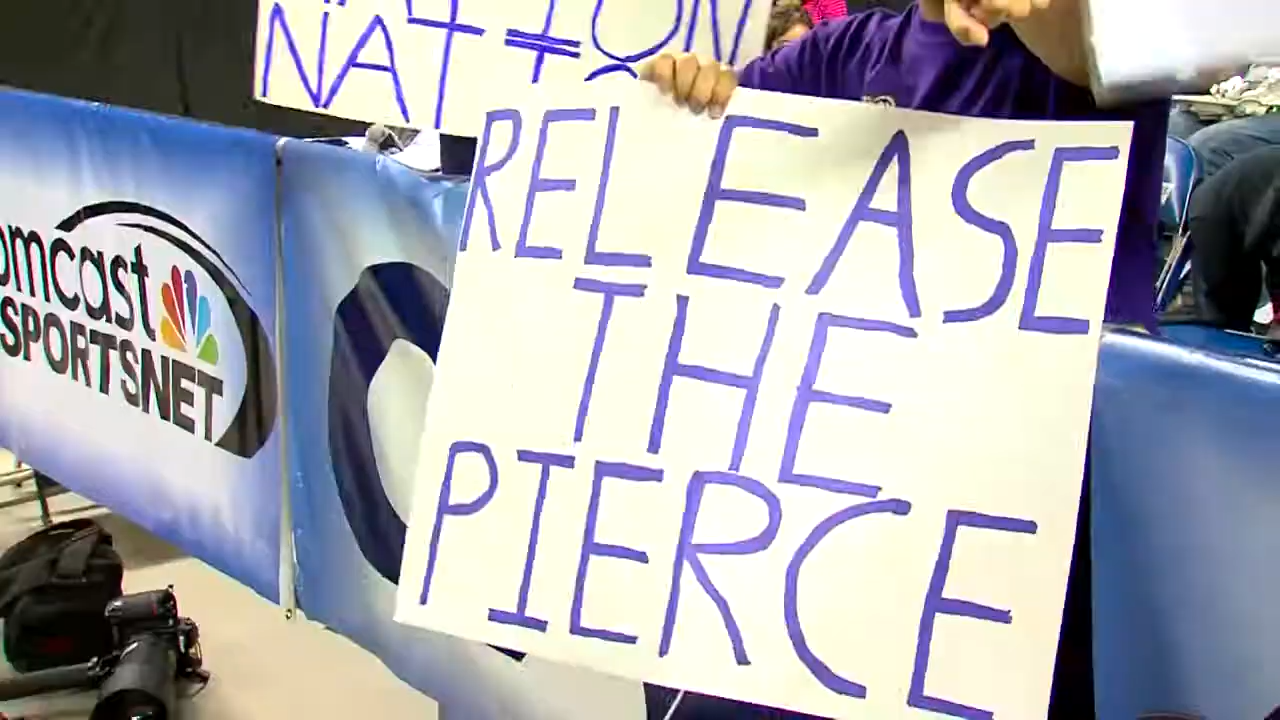 NATION
RELEASE
THE
PIERCE
omcast
SPORTSNET